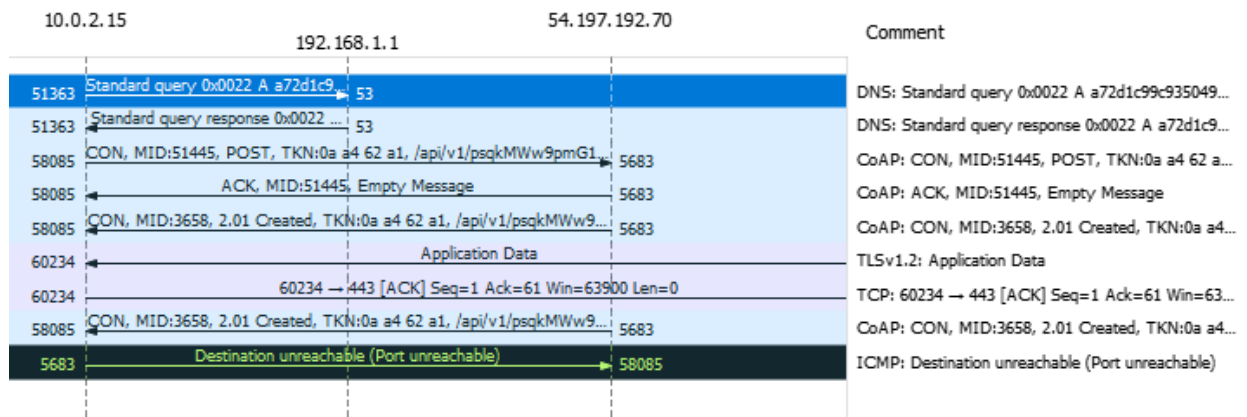 10.0.2.15 54.197.192.70
192.168.1.1 Comment
51363 Standard query 0x0022 A a72d1c9... 53 DNS: Standard query 0x0022 A a72d1c99c935049...
51363 Standard query response 0x0022 ... 53 DNS: Standard query response 0x0022 A a72d1c9...
58085 CON, MID:51445, POST, TKN:0a a4 62 a1, /api/v1/psqkMWw9pmG1... 5683 CoAP: CON, MID:51445, POST, TKN:0a a4 62 a...
58085 ACK, MID:51445, Empty Message 5683 CoAP: ACK, MID:51445, Empty Message
58085 CON, MID:3658, 2.01 Created, TKN:0a a4 62 a1, /api/v1/psqkMWw9... 5683 CoAP: CON, MID:3658, 2.01 Created, TKN:0a a4...
60234 Application Data TLSv1.2: Application Data
60234 60234 → 443 [ACK] Seq=1 Ack=61 Win=63900 Len=0 TCP: 60234 → 443 [ACK] Seq=1 Ack=61 Win=63...
58085 CON, MID:3658, 2.01 Created, TKN:0a a4 62 a1, /api/v1/psqkMWw9... 5683 CoAP: CON, MID:3658, 2.01 Created, TKN:0a a4...
5683 Destination unreachable (Port unreachable) 58085 ICMP: Destination unreachable (Port unreachable)